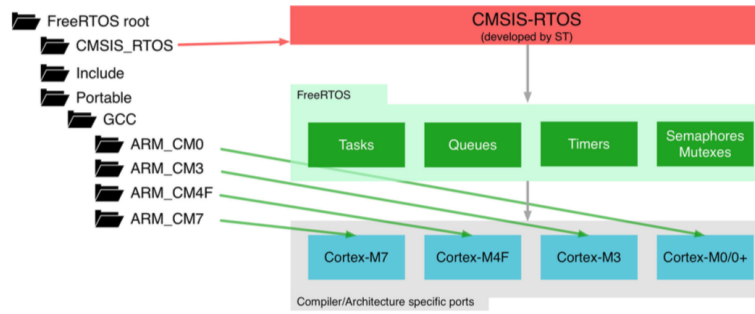 FreeRTOS root
CMSIS_RTOS
Include
Portable
GCC
ARM_CM0
ARM_CM3
ARM_CM4F
ARM_CM7
CMSIS-RTOS
(developed by ST)
FreeRTOS
Tasks
Queues
Timers
Semaphores
Mutexes
Cortex-M7
Cortex-M4F
Cortex-M3
Cortex-M0/0+
Compiler/Architecture specific ports